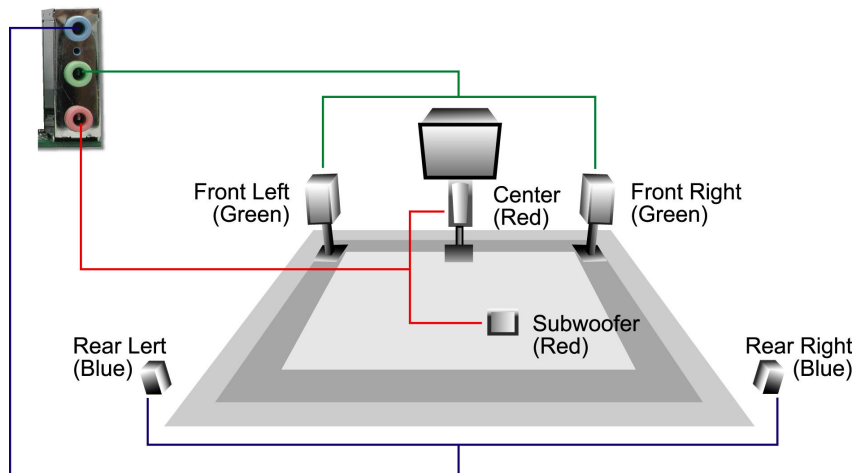 Front Left
(Green)
Center
(Red)
Front Right
(Green)
Subwoofer
(Red)
Rear Lert
(Blue)
Rear Right
(Blue)